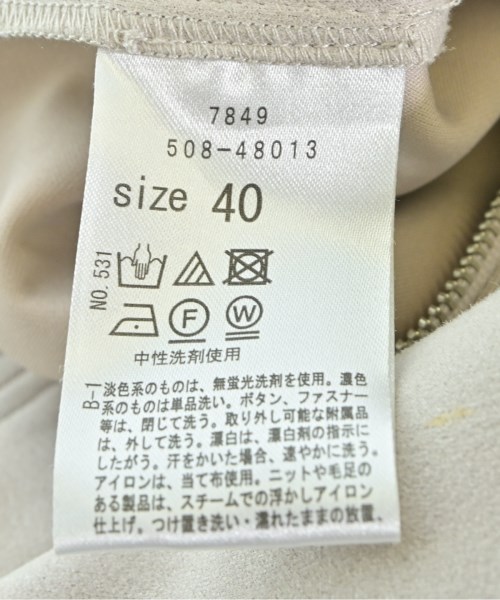 7849
508-48013
size 40
NO.531
F
W
中性洗剤使用
B-1
淡色系のものは、無蛍光洗剤を使用。濃色
系のものは単品洗い。ボタン、ファスナー
等は、閉じて洗う。取り外し可能な附属品
は、外して洗う。漂白は、漂白剤の指示に
したがう。汗をかいた場合、速やかに洗う。
アイロンは、当て布使用。ニットや毛足の
ある製品は、スチームでの浮かしアイロン
仕上げ。つけ置き洗い・濡れたままの放置、